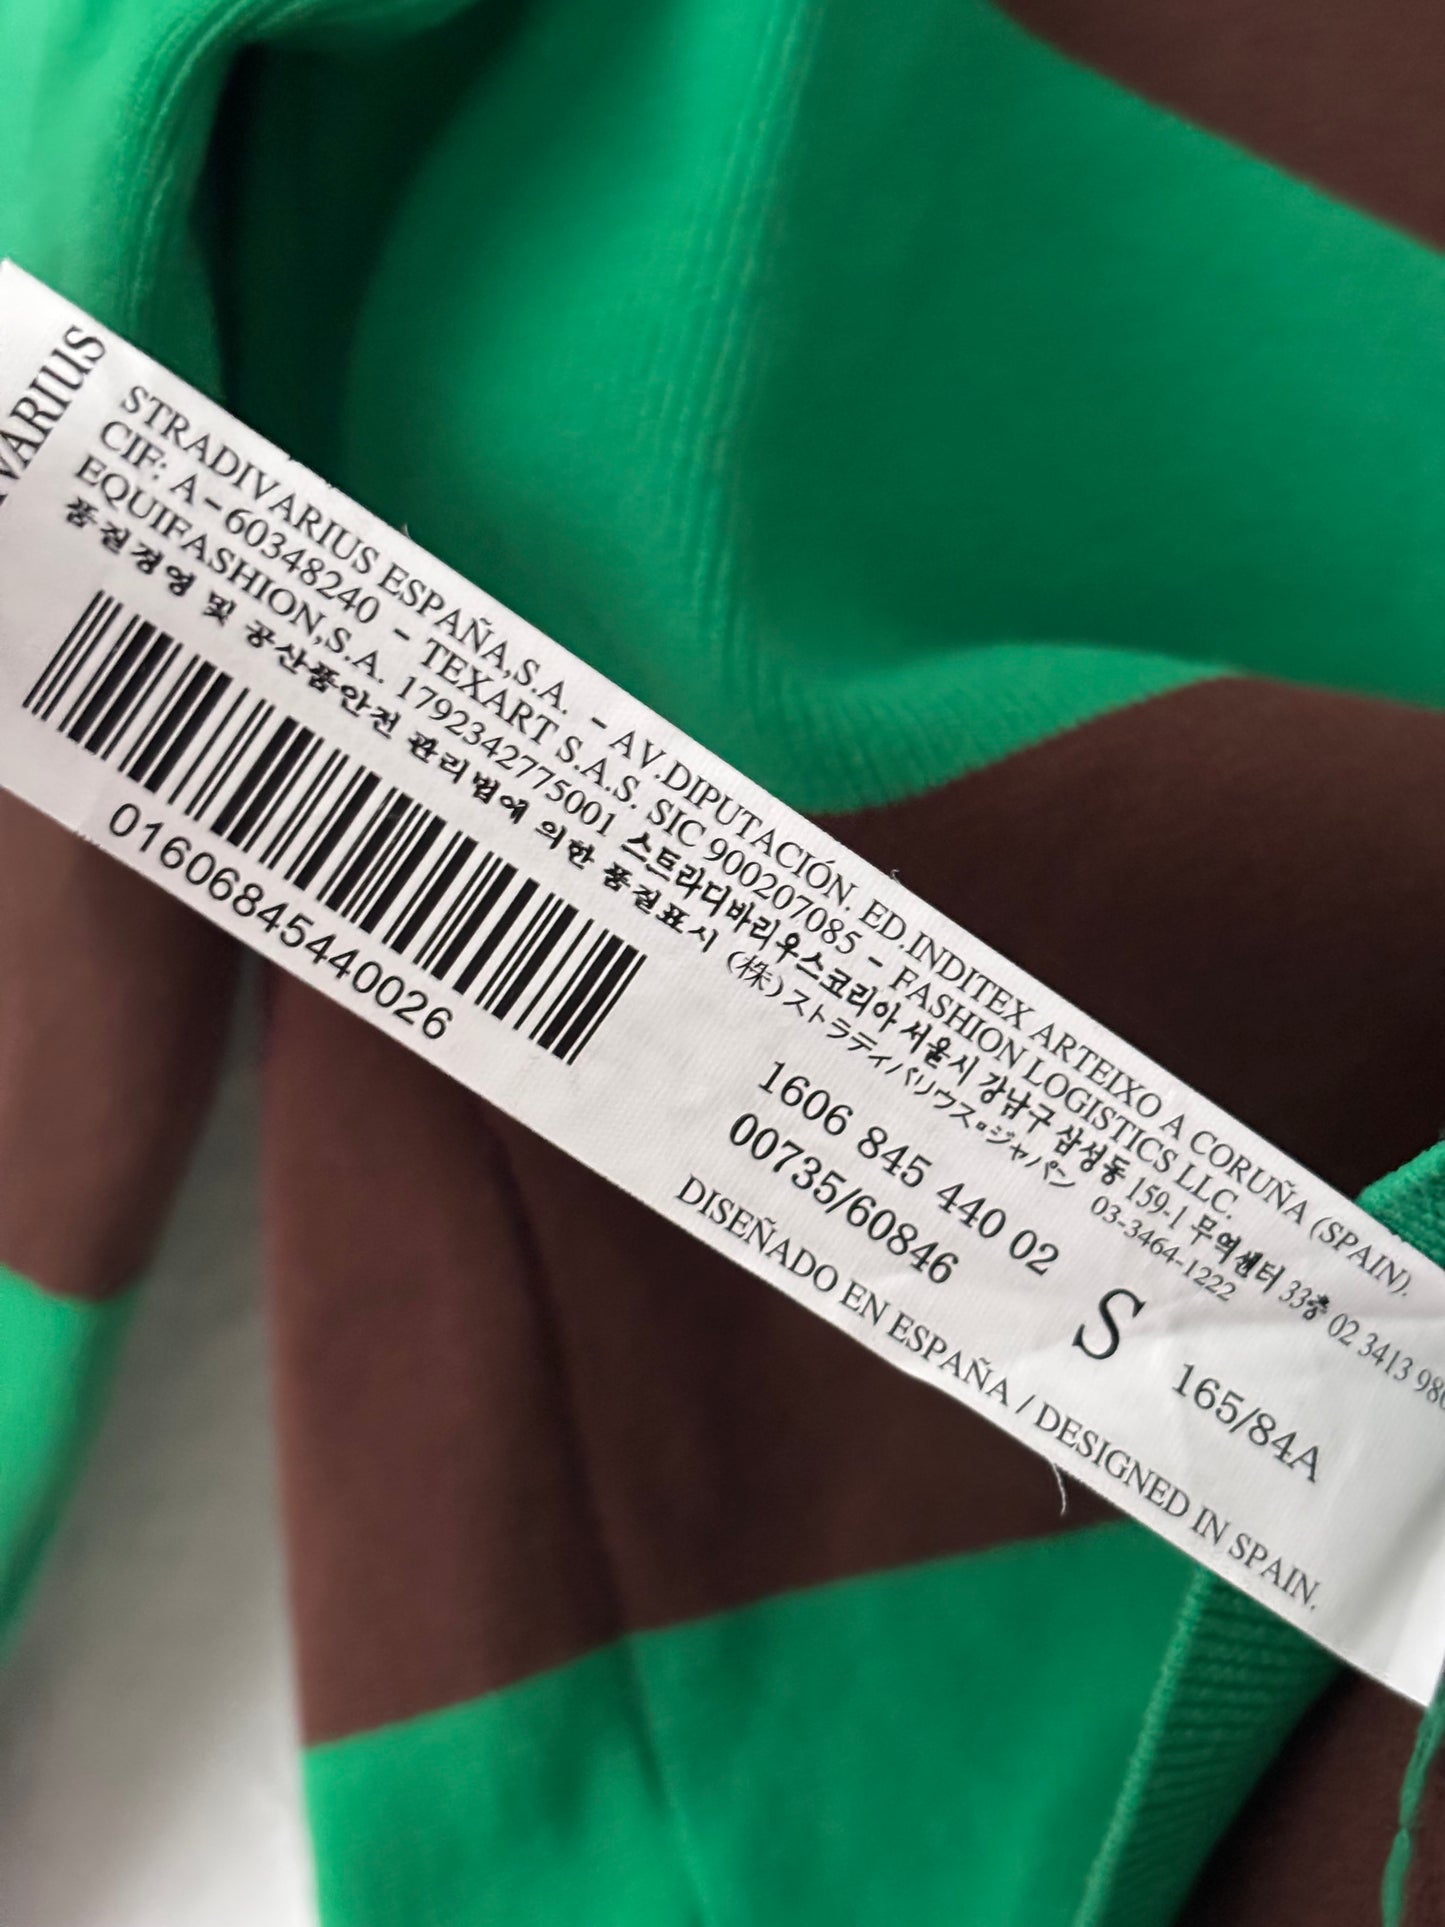 VARIUS
STRADIVARIUS ESPAÑA,S.A. - AV.DIPUTACIÓN. ED.INDITEX ARTEIXO A CORUÑA (SPAIN).
CIF: A-60348240 - TEXART S.A.S. SIC 900207085 - FASHION LOGISTICS LLC.
EQUIFASHION,S.A. 1792342775001 스트라디바리우스코리아 서울시 강남구 삼성동 159-1 무역센터 33층 02 3413 980
품질경영 및 공산품안전 관리법에 의한 품질표시 (株)ストラディバリウス・ジャパン 03-3464-1222
01606845440026
1606 845 440 02
00735/60846
S 165/84A
DISEÑADO EN ESPAÑA / DESIGNED IN SPAIN.